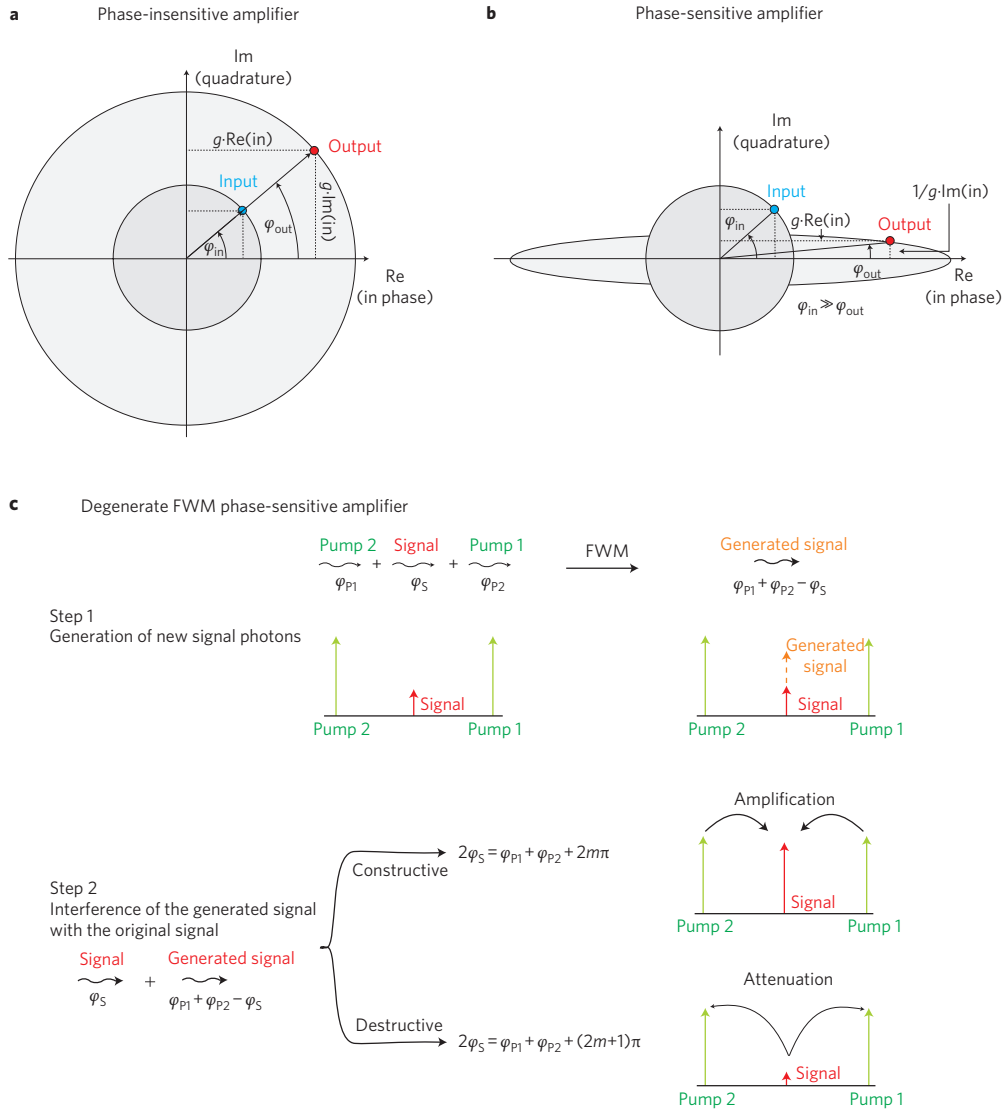 a Phase-insensitive amplifier
Im
(quadrature)
g·Re(in)
Output
Input
g·Im(in)
φout
φin
Re
(in phase)
b Phase-sensitive amplifier
Im
(quadrature)
Input
1/g·Im(in)
φin
g·Re(in)
Output
φout
Re
(in phase)
φin ≫ φout
c Degenerate FWM phase-sensitive amplifier
Pump 2 + Signal + Pump 1 FWM Generated signal
φP1 φS φP2 φP1 + φP2 − φS
Step 1
Generation of new signal photons
Signal
Pump 2 Pump 1
Generated
signal
Signal
Pump 2 Pump 1
Step 2
Interference of the generated signal
with the original signal
Signal + Generated signal
φS φP1 + φP2 − φS
Constructive
2φS = φP1 + φP2 + 2mπ
Amplification
Signal
Pump 2 Pump 1
Destructive
2φS = φP1 + φP2 + (2m+1)π
Attenuation
Signal
Pump 2 Pump 1